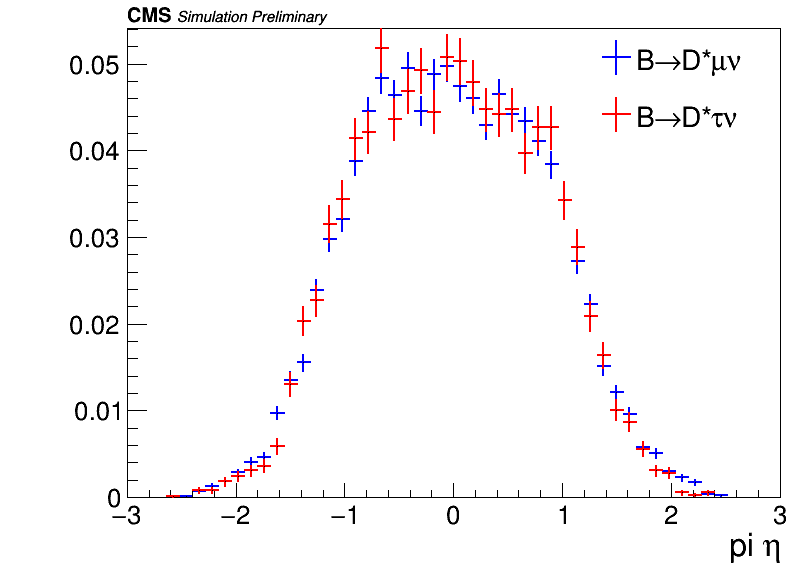 CMS Simulation Preliminary
B→D*μν
B→D*τν
0.05
0.04
0.03
0.02
0.01
0
−3 −2 −1 0 1 2 3
pi η